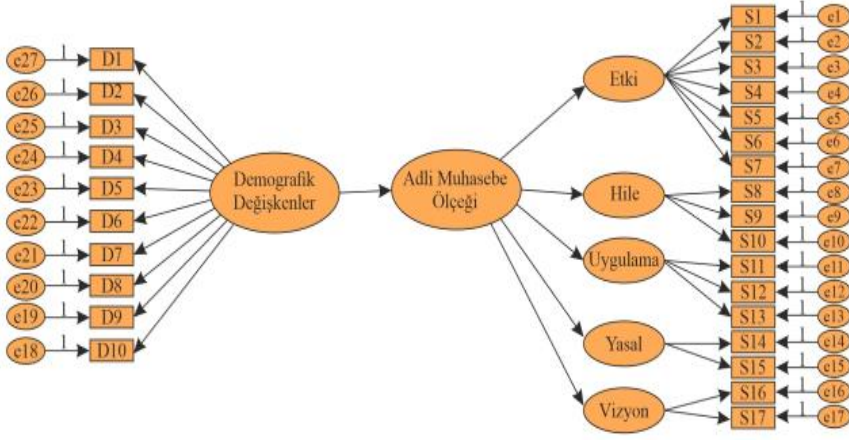 e27 1 D1
e26 1 D2
e25 1 D3
e24 1 D4
e23 1 D5
e22 1 D6
e21 1 D7
e20 1 D8
e19 1 D9
e18 1 D10
Demografik
Değişkenler
Adli Muhasebe
Ölçeği
Etki
Hile
Uygulama
Yasal
Vizyon
S1 1 e1
S2 1 e2
S3 1 e3
S4 1 e4
S5 1 e5
S6 1 e6
S7 1 e7
S8 1 e8
S9 1 e9
S10 1 e10
S11 1 e11
S12 1 e12
S13 1 e13
S14 1 e14
S15 1 e15
S16 1 e16
S17 1 e17